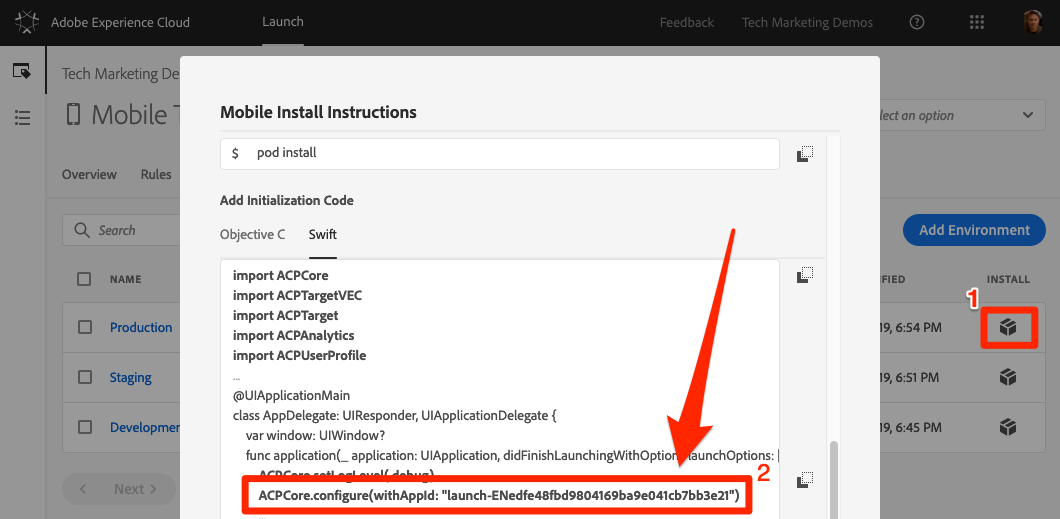 Adobe Experience Cloud
Launch
Feedback
Tech Marketing Demos
Tech Marketing De
Mobile T
lect an option
Overview
Rules
Search
Add Environment
NAME
IFIED
INSTALL
Production
19, 6:54 PM
Staging
19, 6:51 PM
Developmen
19, 6:45 PM
Next
Mobile Install Instructions
$ pod install
Add Initialization Code
Objective C
Swift
import ACPCore
import ACPTargetVEC
import ACPTarget
import ACPAnalytics
import ACPUserProfile
...
@UIApplicationMain
class AppDelegate: UIResponder, UIApplicationDelegate {
var window: UIWindow?
func application(_ application: UIApplication, didFinishLaunchingWithOption launchOptions: [
ACPCore.setLogLevel(.debug)
ACPCore.configure(withAppId: "launch-ENedfe48fbd9804169ba9e041cb7bb3e21")
1
2